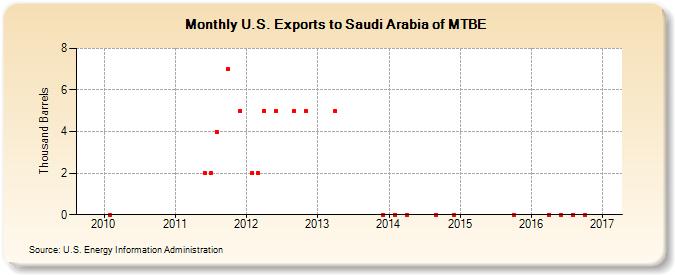 Monthly U.S. Exports to Saudi Arabia of MTBE
Thousand Barrels
8
6
4
2
0
2010 2011 2012 2013 2014 2015 2016 2017
Source: U.S. Energy Information Administration